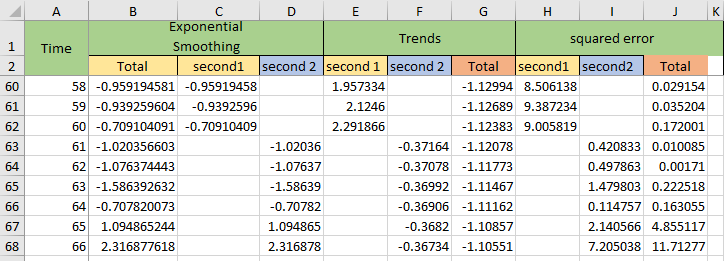 A B C D E F G H I J K
1 Time Exponential Smoothing Trends squared error
2 Total second1 second 2 second 1 second 2 Total second1 second2 Total
60 58 -0.959194581 -0.95919458 1.957334 -1.12994 8.506138 0.029154
61 59 -0.939259604 -0.9392596 2.1246 -1.12689 9.387234 0.035204
62 60 -0.709104091 -0.70910409 2.291866 -1.12383 9.005819 0.172001
63 61 -1.020356603 -1.02036 -0.37164 -1.12078 0.420833 0.010085
64 62 -1.076374443 -1.07637 -0.37078 -1.11773 0.497863 0.00171
65 63 -1.586392632 -1.58639 -0.36992 -1.11467 1.479803 0.222518
66 64 -0.707820073 -0.70782 -0.36906 -1.11162 0.114757 0.163055
67 65 1.094865244 1.094865 -0.3682 -1.10857 2.140566 4.855117
68 66 2.316877618 2.316878 -0.36734 -1.10551 7.205038 11.71277